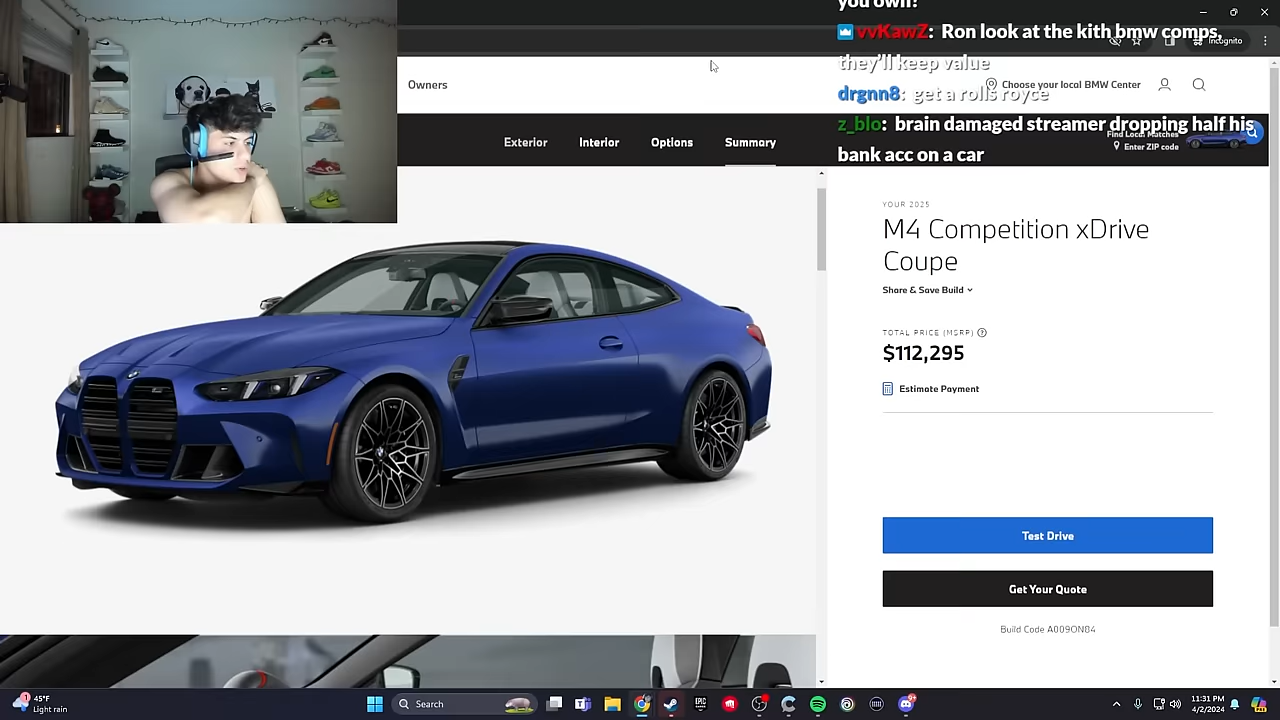 you own?
vvKawZ: Ron look at the kith bmw comps,
they'll keep value
drgnn8: get a rolls royce
z_blo: brain damaged streamer dropping half his
bank acc on a car
Incognito
Owners
Choose your local BMW Center
Exterior
Interior
Options
Summary
Find Local Matches
Enter ZIP code
YOUR 2025
M4 Competition xDrive
Coupe
Share & Save Build
TOTAL PRICE (MSRP)
$112,295
Estimate Payment
Test Drive
Get Your Quote
Build Code A009ON84
45°F
Light rain
Search
11:31 PM
4/2/2024